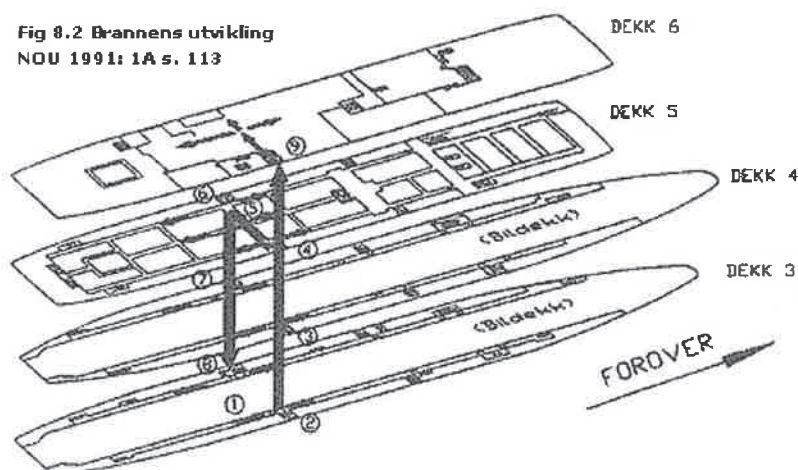 Fig 8.2 Brannens utvikling
NOU 1991: 1A s. 113
DEKK 6
DEKK 5
DEKK 4
DEKK 3
(Bildekk)
(Bildekk)
FOROVER
9
6
5
4
7
3
8
1
2